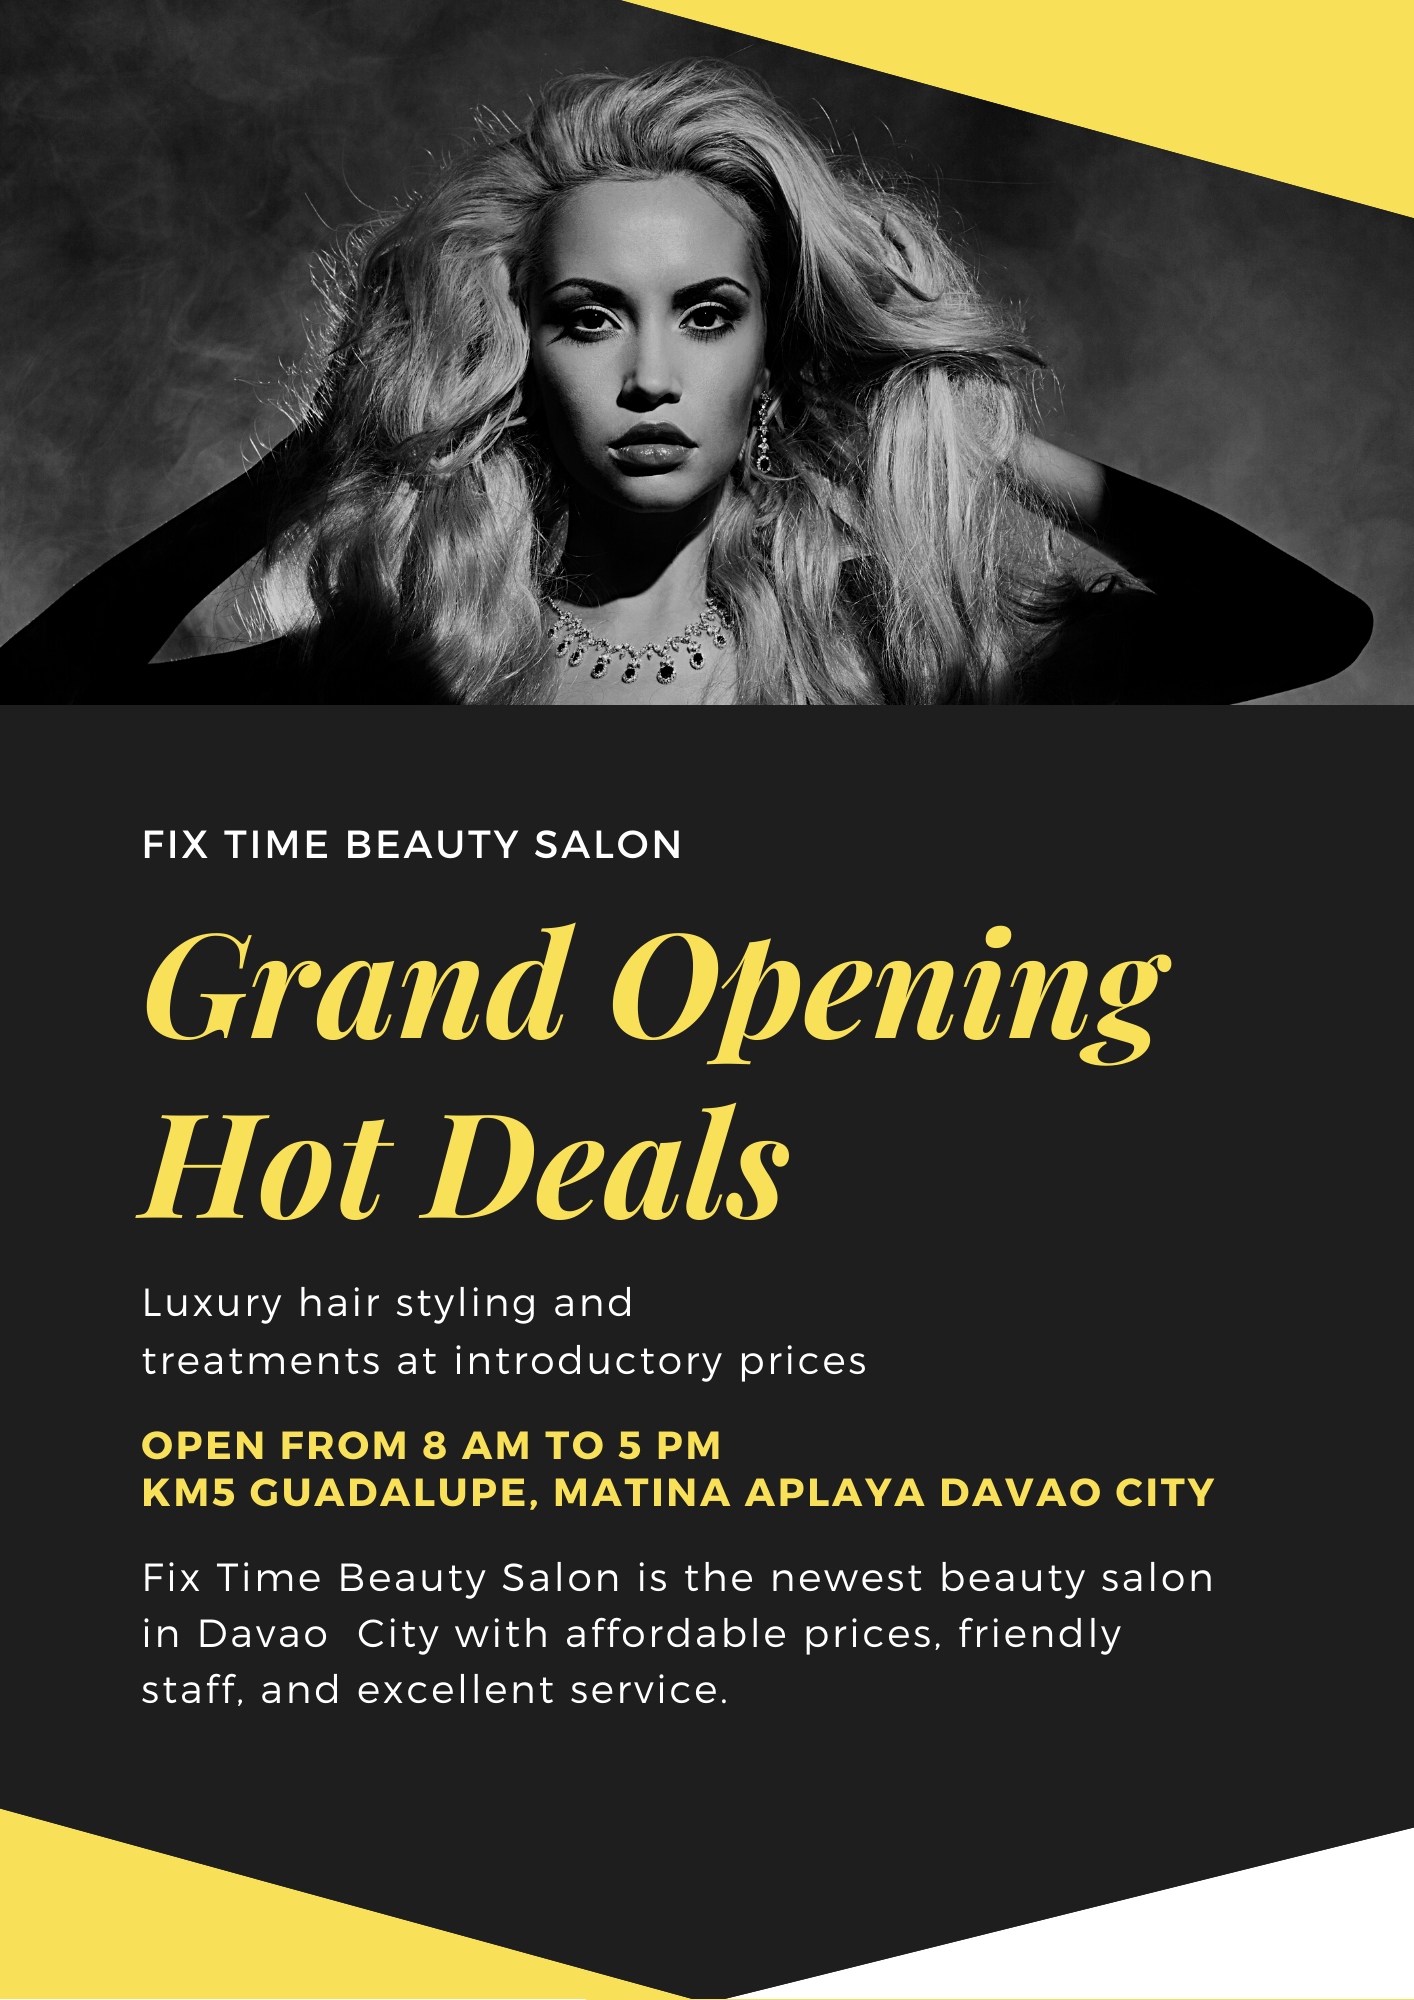 FIX TIME BEAUTY SALON
Grand Opening
Hot Deals
Luxury hair styling and
treatments at introductory prices
OPEN FROM 8 AM TO 5 PM
KM5 GUADALUPE, MATINA APLAYA DAVAO CITY
Fix Time Beauty Salon is the newest beauty salon
in Davao  City with affordable prices, friendly
staff, and excellent service.